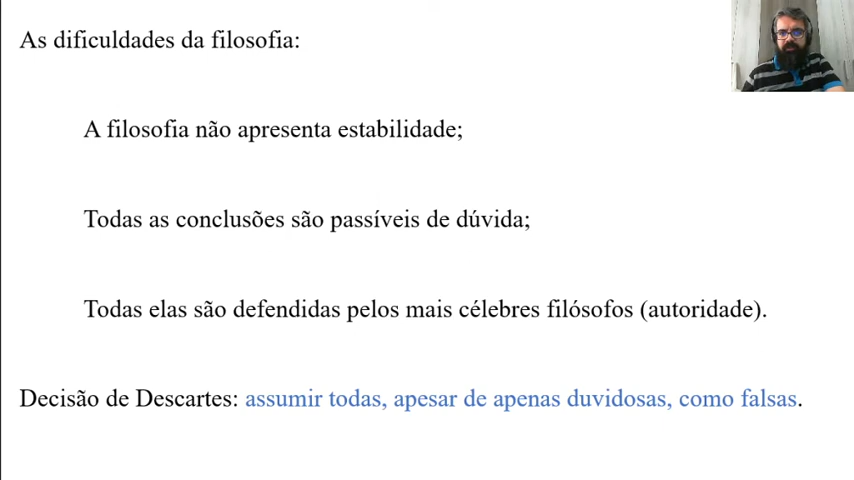 As dificuldades da filosofia:
A filosofia não apresenta estabilidade;
Todas as conclusões são passíveis de dúvida;
Todas elas são defendidas pelos mais célebres filósofos (autoridade).
Decisão de Descartes: assumir todas, apesar de apenas duvidosas, como falsas.